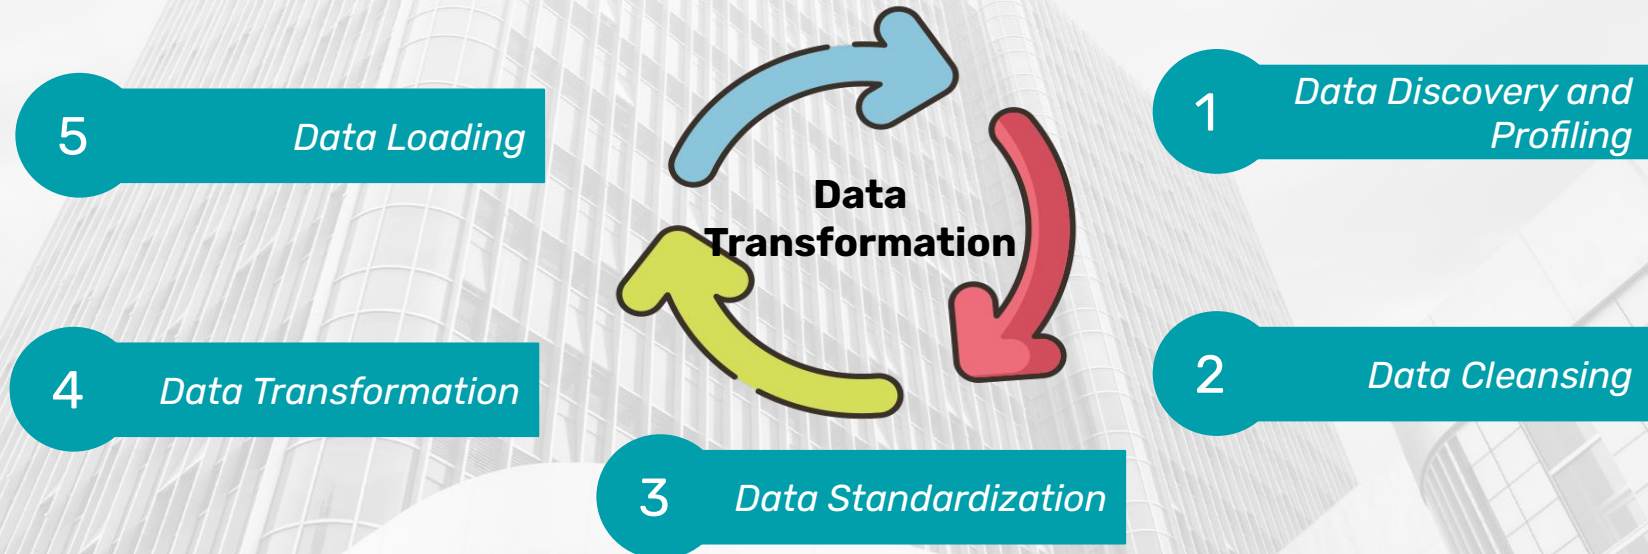 Data
Transformation
1
Data Discovery and
Profiling
2
Data Cleansing
3
Data Standardization
4
Data Transformation
5
Data Loading